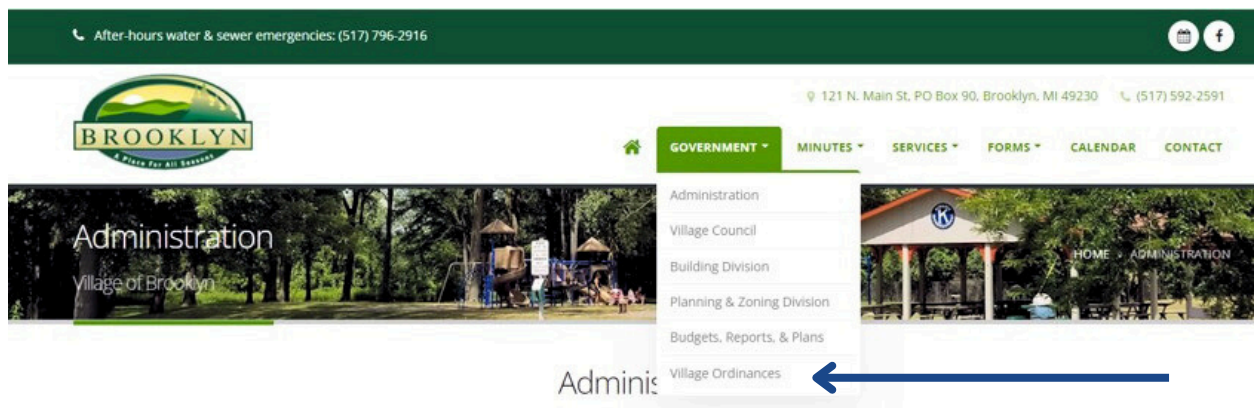 After-hours water & sewer emergencies: (517) 796-2916
121 N. Main St, PO Box 90, Brooklyn, MI 49230 (517) 592-2591
BROOKLYN
A Place For All Seasons
GOVERNMENT MINUTES SERVICES FORMS CALENDAR CONTACT
Administration
Village Council
Building Division
Planning & Zoning Division
Budgets, Reports, & Plans
Village Ordinances
Administration
Village of Brooklyn
K
HOME ADMINISTRATION
Adminis